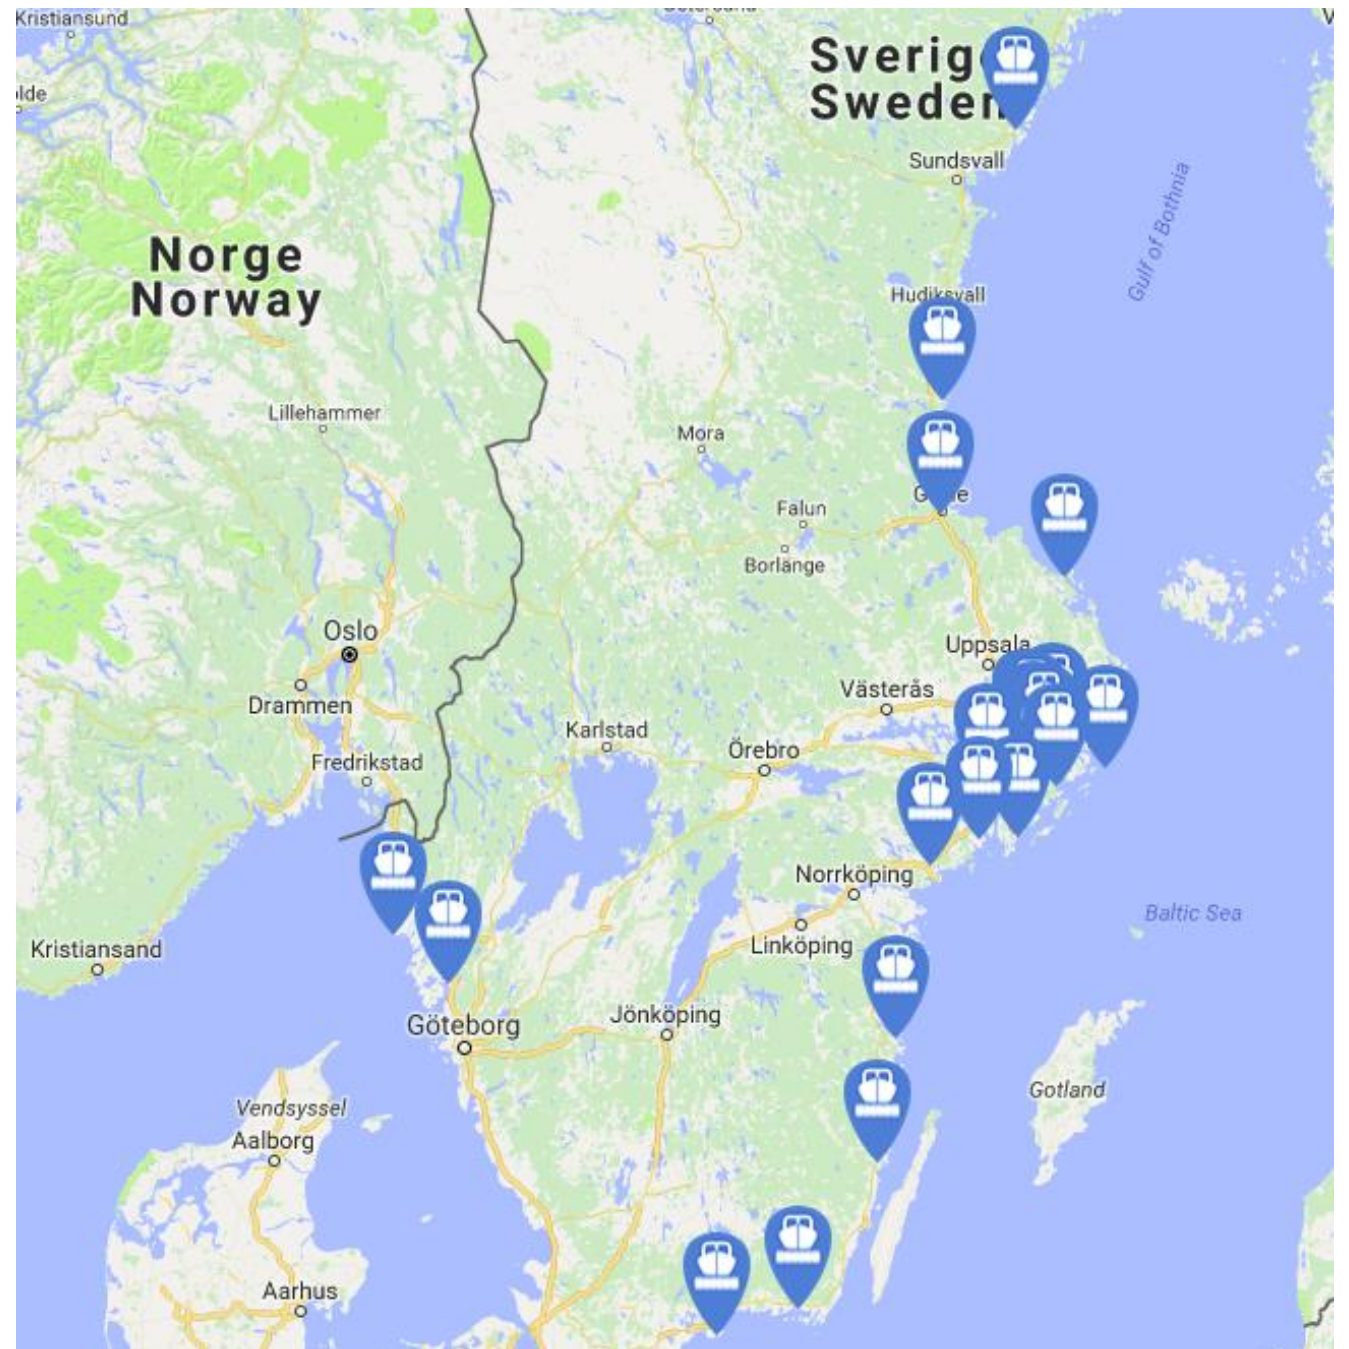 Kristiansund
Sverig
Sweden
Sundsvall
Gulf of Bothnia
Norge
Norway
Hudiksvall
Lillehammer
Mora
Falun
Borlänge
Oslo
Uppsala
Drammen
Västerås
Karlstad
Örebro
Fredrikstad
Norrköping
Baltic Sea
Linköping
Kristiansand
Jönköping
Göteborg
Gotland
Vendsyssel
Aalborg
Aarhus